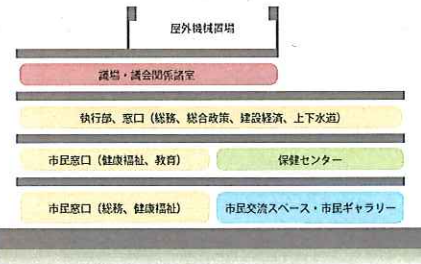 屋外機械置場
議場・議会関係諸室
執行部、窓口（総務、総合政策、建設経済、上下水道）
市民窓口（健康福祉、教育） 保健センター
市民窓口（総務、健康福祉） 市民交流スペース・市民ギャラリー